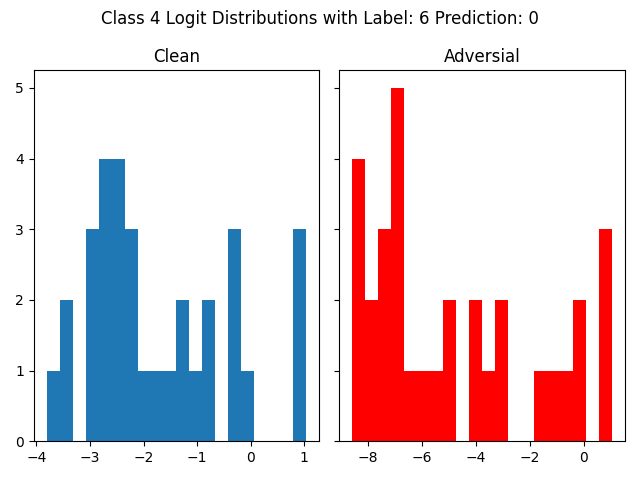 Class 4 Logit Distributions with Label: 6 Prediction: 0
Clean
Adversial
5
4
3
2
1
0
−4 −3 −2 −1 0 1
−8 −6 −4 −2 0